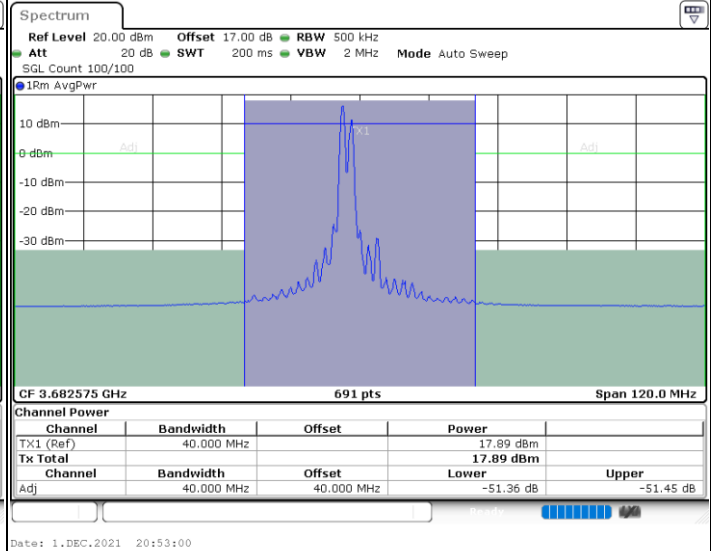 Spectrum
Ref Level 20.00 dBm Offset 17.00 dB RBW 500 kHz
Att 20 dB SWT 200 ms VBW 2 MHz Mode Auto Sweep
SGL Count 100/100
1Rm AvgPwr
10 dBm
TX1
Adj Adj
0 dBm
-10 dBm
-20 dBm
-30 dBm
CF 3.682575 GHz 691 pts Span 120.0 MHz
Channel Power
Channel Bandwidth Offset Power
TX1 (Ref) 40.000 MHz 17.89 dBm
Tx Total 17.89 dBm
Channel Bandwidth Offset Lower Upper
Adj 40.000 MHz 40.000 MHz -51.36 dB -51.45 dB
Ready
Date: 1.DEC.2021 20:53:00